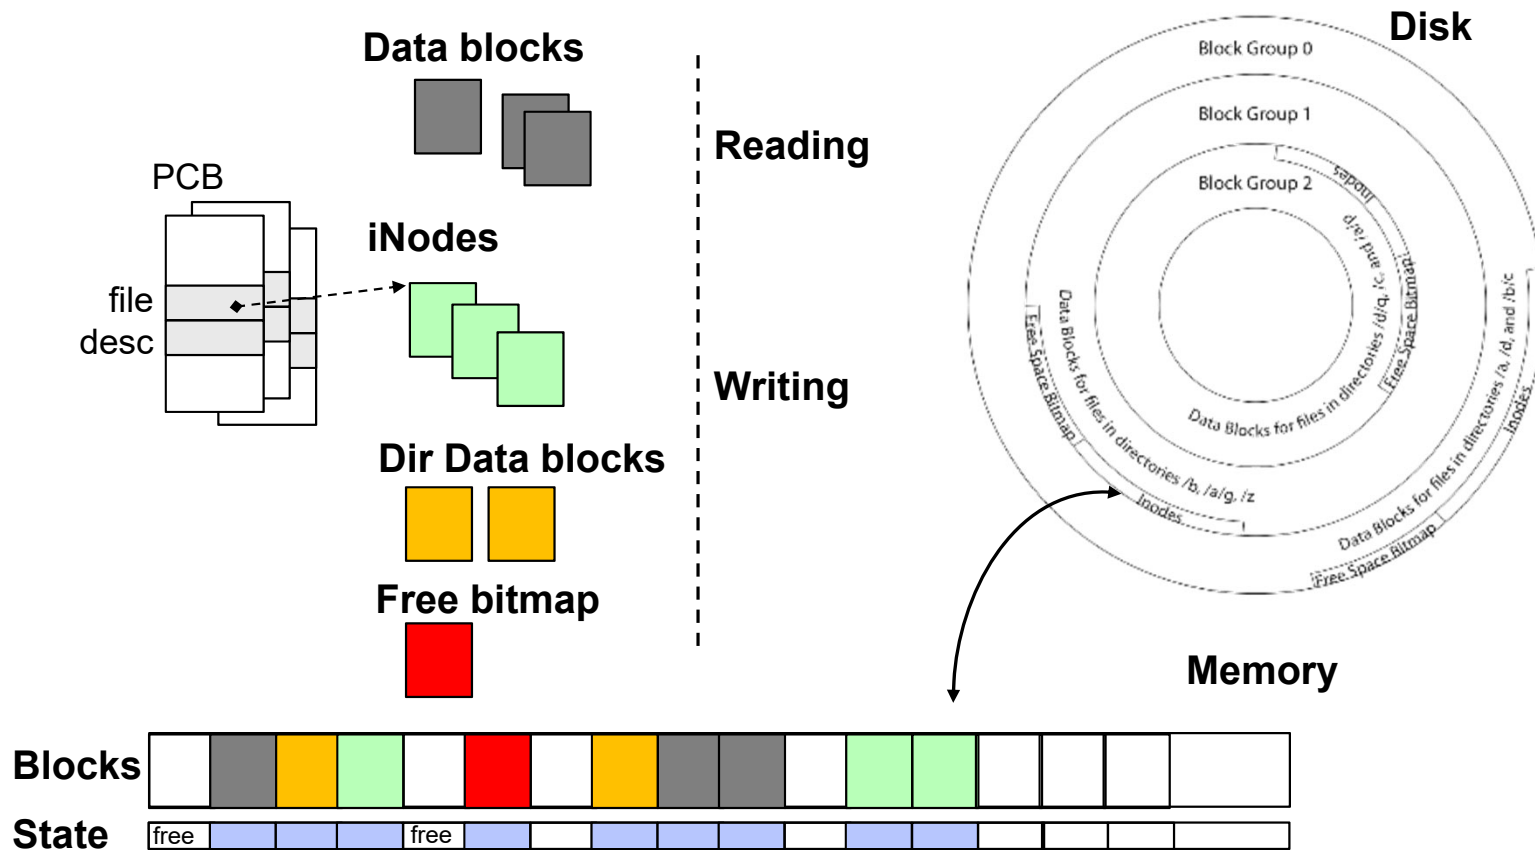 Data blocks
PCB
file
desc
iNodes
Dir Data blocks
Free bitmap
Reading
Writing
Disk
Block Group 0
Block Group 1
Block Group 2
Inodes
Free Space Bitmap
Data Blocks for files in directories /d/q, /c, and /a/p
Free Space Bitmap
Inodes
Data Blocks for files in directories /b, /a/g, /z
Data Blocks for files in directories /a, /d, and /b/c
Free Space Bitmap
Inodes
Memory
Blocks
State
free
free